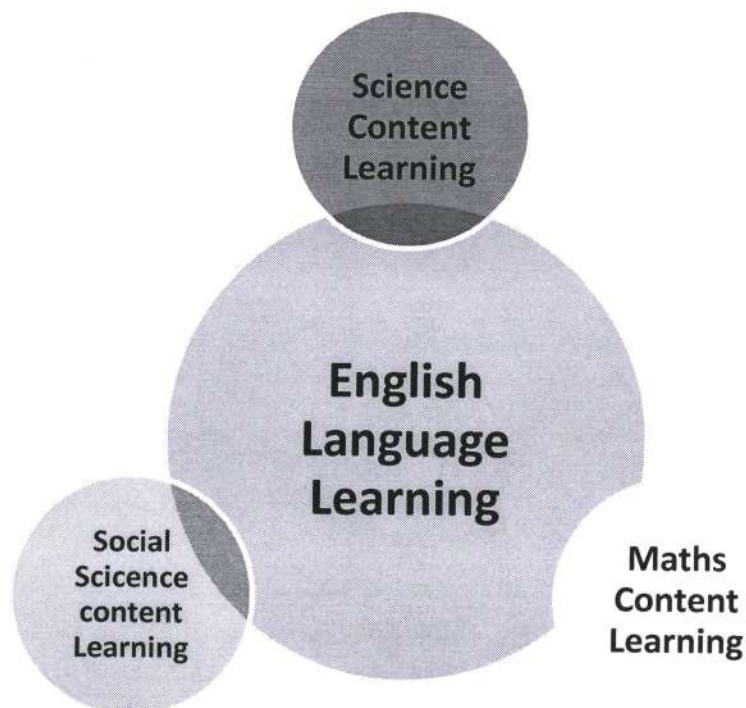 Science
Content
Learning
English
Language
Learning
Social
Scicence
content
Learning
Maths
Content
Learning